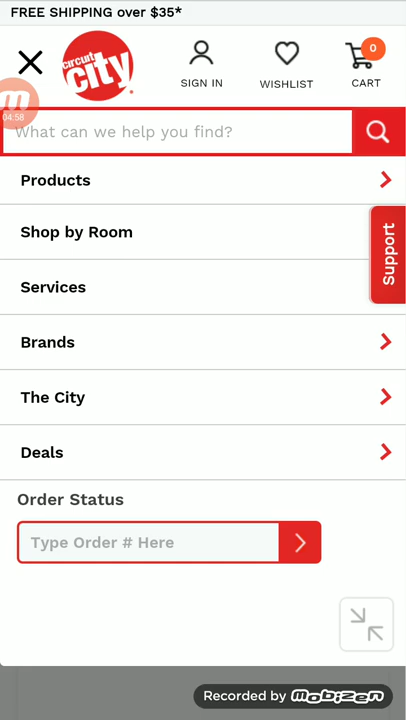 FREE SHIPPING over $35*
circuit
city
SIGN IN
WISHLIST
0
CART
04:58
What can we help you find?
Products
Shop by Room
Support
Services
Brands
The City
Deals
Order Status
Type Order # Here
Recorded by mobizen